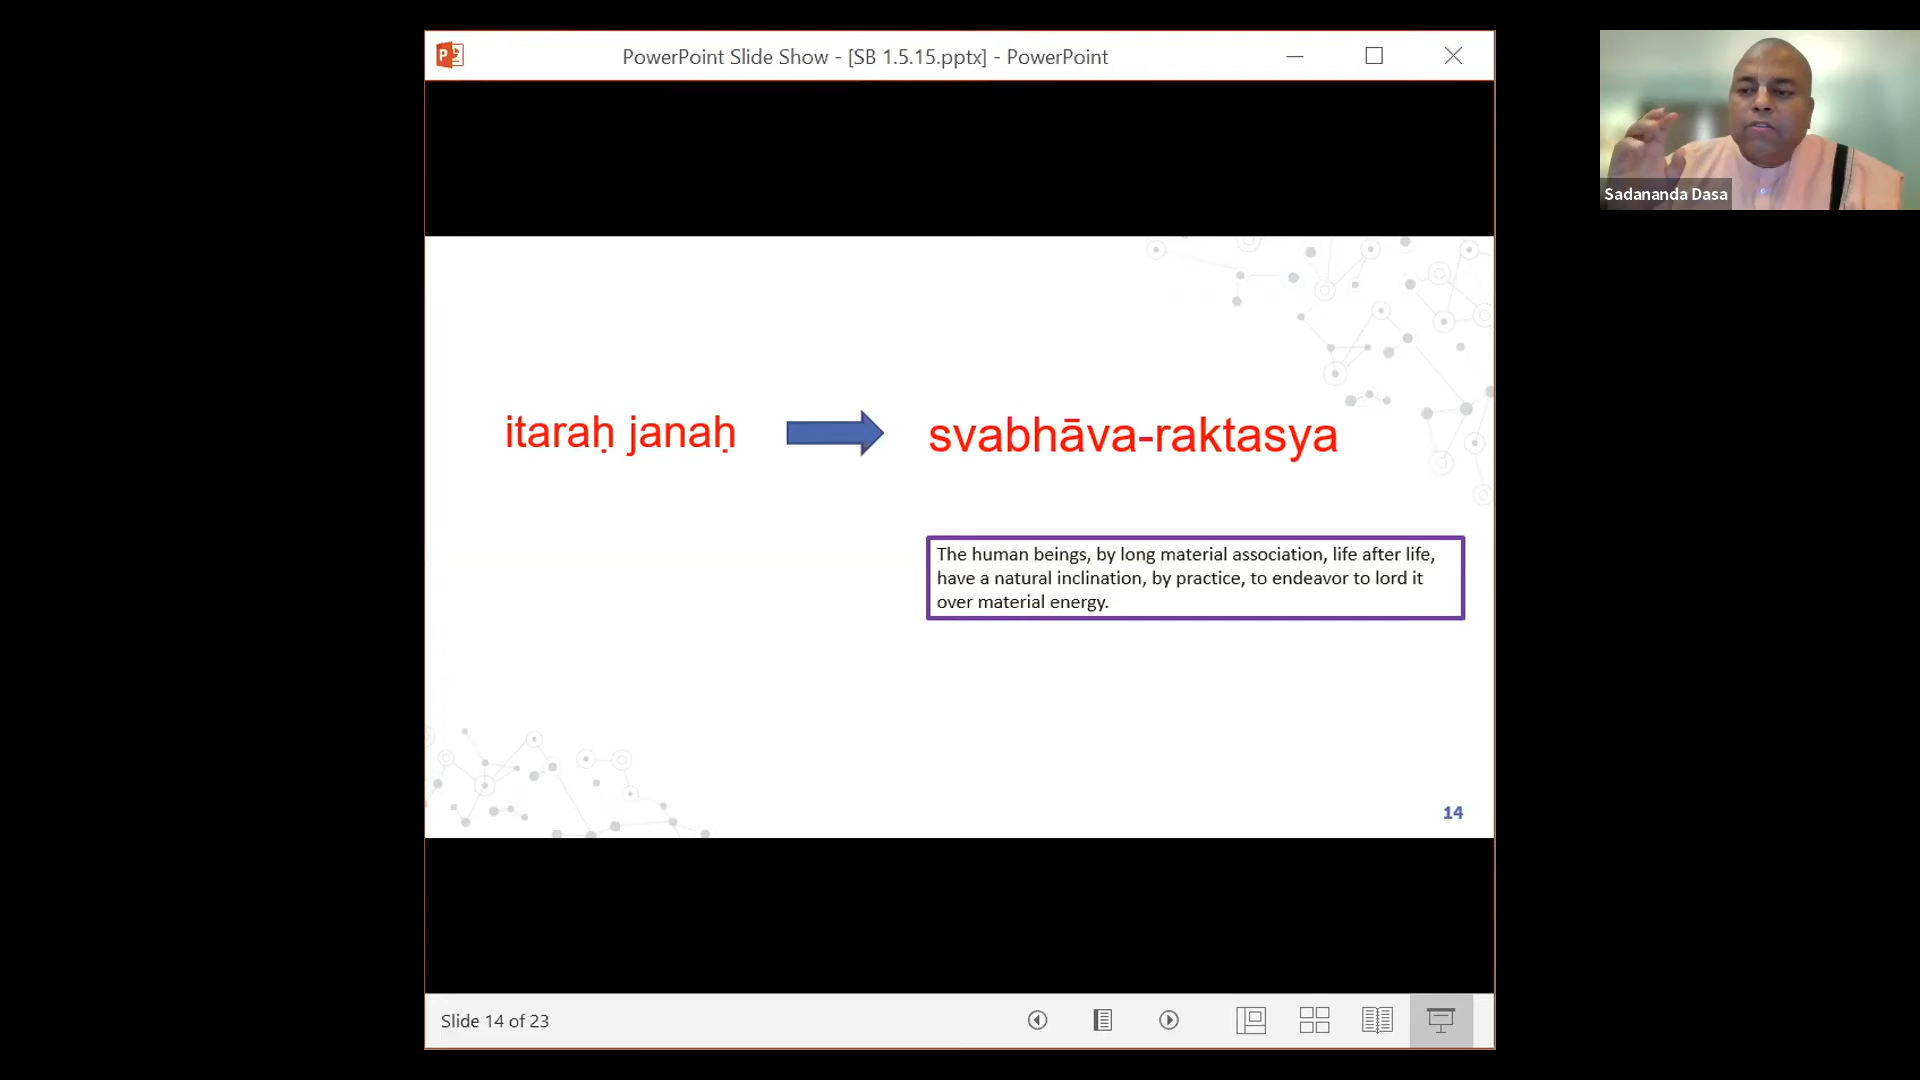 PowerPoint Slide Show - [SB 1.5.15.pptx] - PowerPoint
Sadananda Dasa
itaraḥ janaḥ
svabhāva-raktasya
The human beings, by long material association, life after life,
have a natural inclination, by practice, to endeavor to lord it
over material energy.
14
Slide 14 of 23